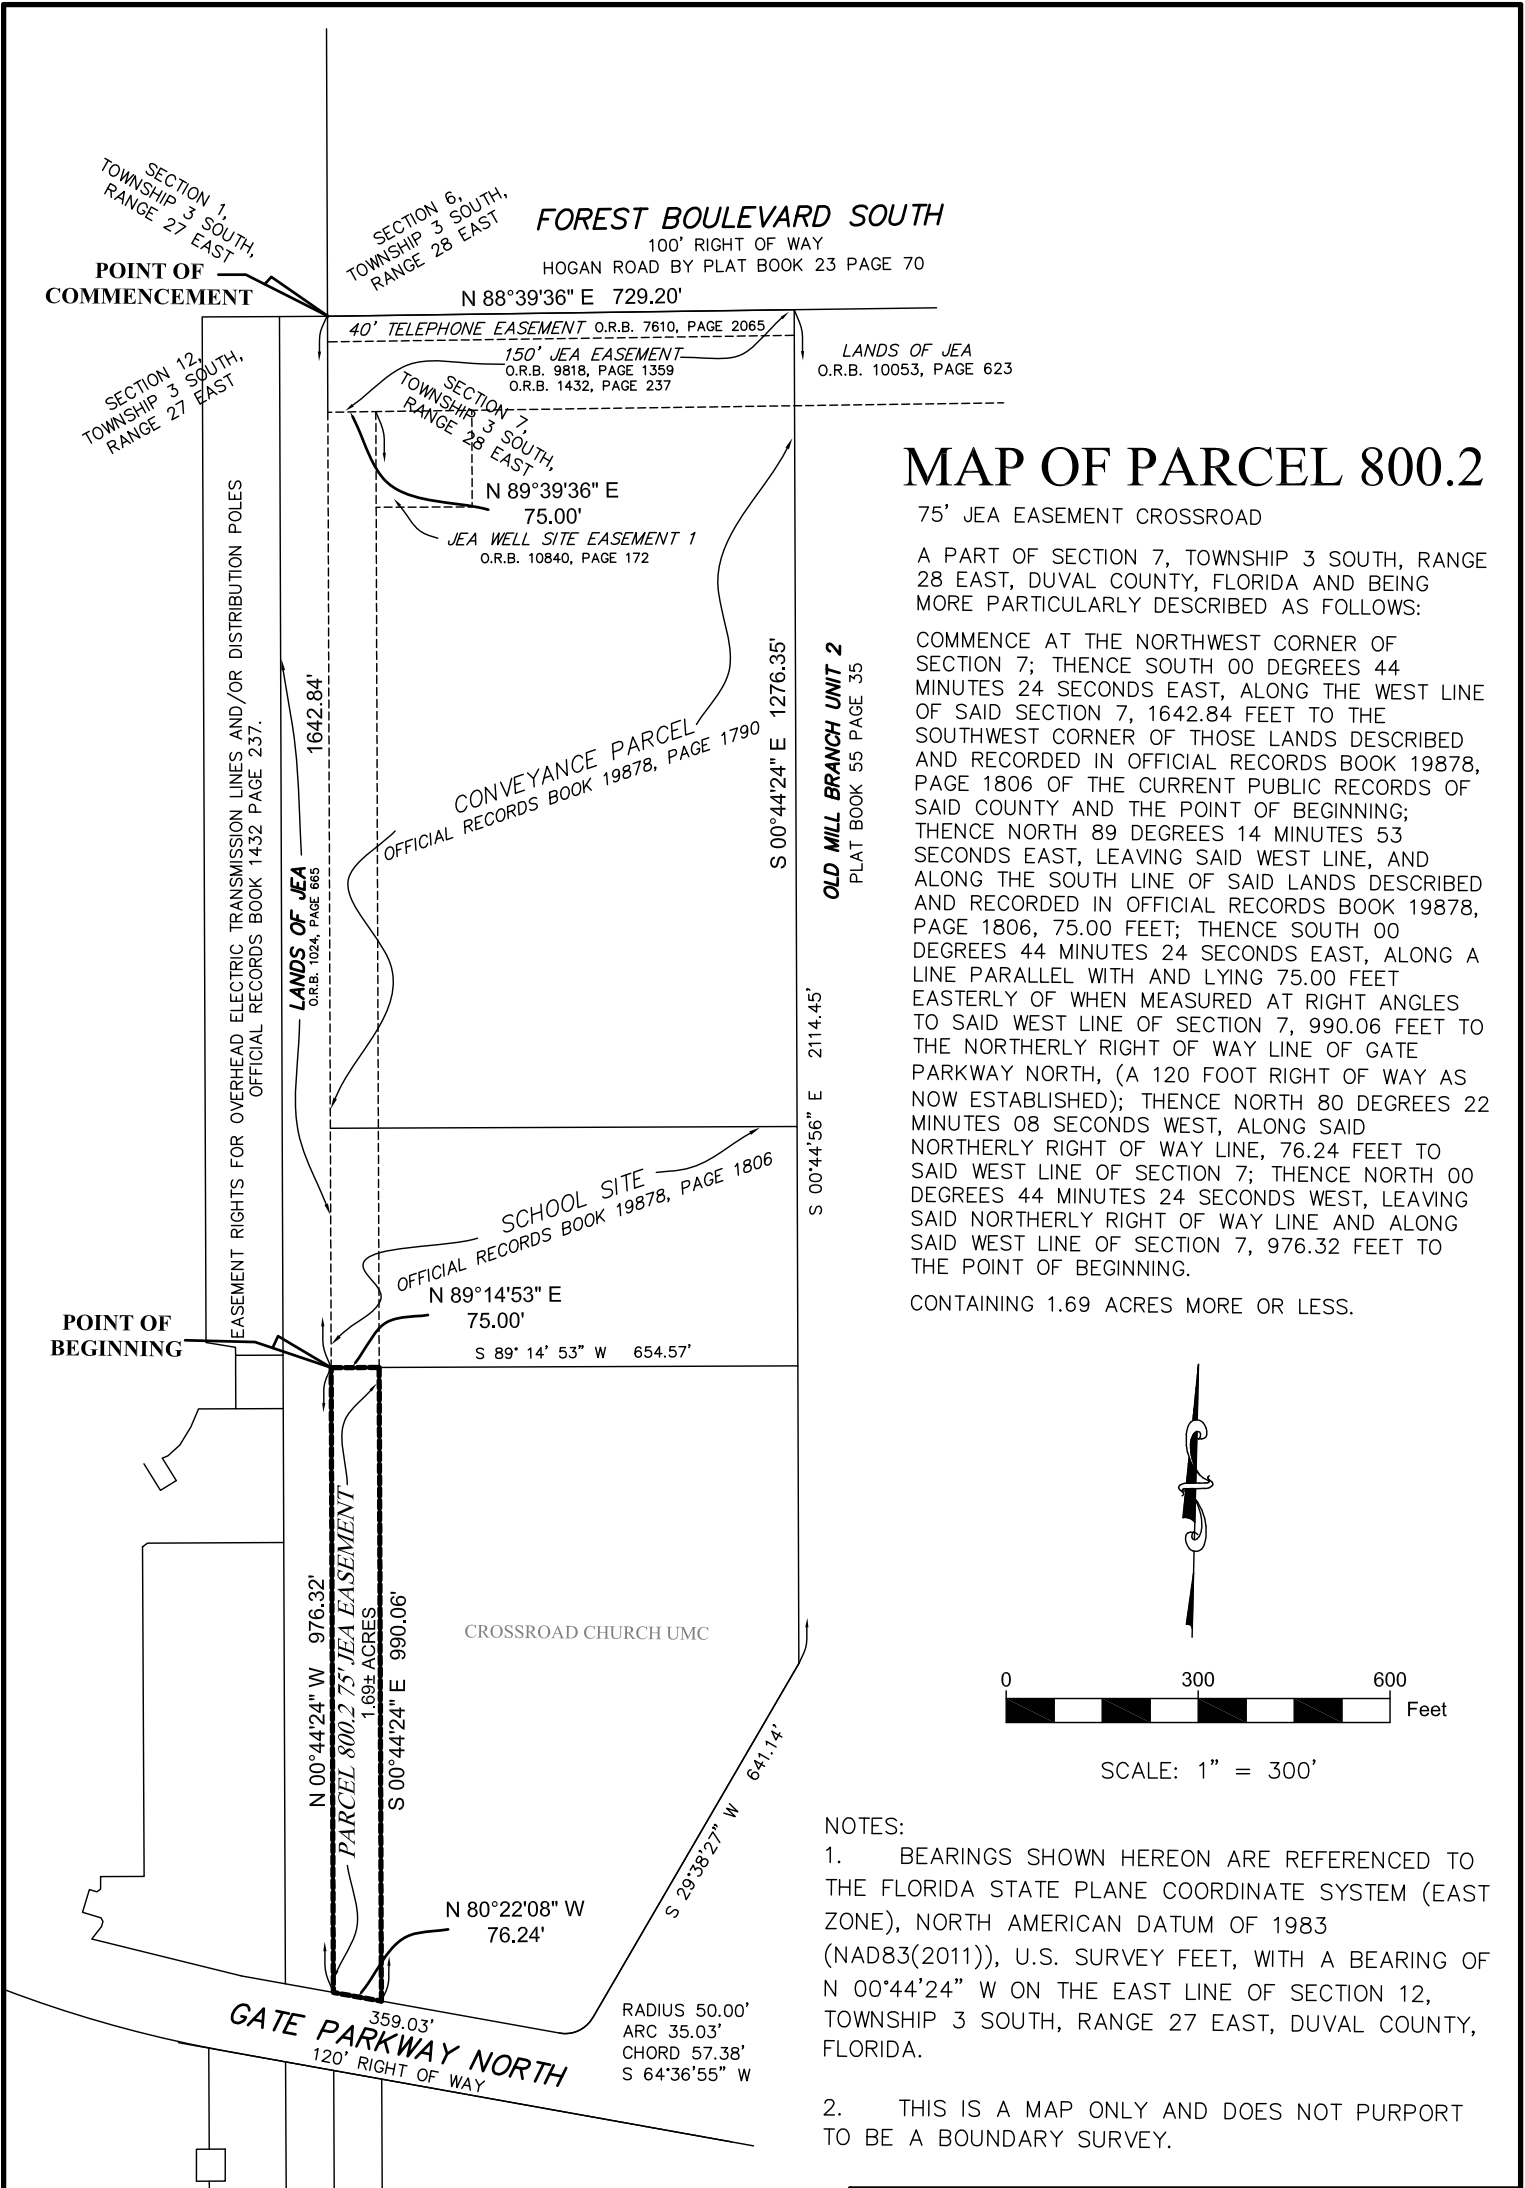 SECTION 1,
TOWNSHIP 3 SOUTH,
RANGE 27 EAST
SECTION 6,
TOWNSHIP 3 SOUTH,
RANGE 28 EAST
FOREST BOULEVARD SOUTH
100' RIGHT OF WAY
HOGAN ROAD BY PLAT BOOK 23 PAGE 70
POINT OF
COMMENCEMENT
N 88°39'36" E 729.20'
40' TELEPHONE EASEMENT O.R.B. 7610, PAGE 2065
150' JEA EASEMENT
O.R.B. 9818, PAGE 1359
O.R.B. 1432, PAGE 237
LANDS OF JEA
O.R.B. 10053, PAGE 623
SECTION 12,
TOWNSHIP 3 SOUTH,
RANGE 27 EAST
SECTION 7,
TOWNSHIP 3 SOUTH,
RANGE 28 EAST
N 89°39'36" E
75.00'
JEA WELL SITE EASEMENT 1
O.R.B. 10840, PAGE 172
EASEMENT RIGHTS FOR OVERHEAD ELECTRIC TRANSMISSION LINES AND/OR DISTRIBUTION POLES
OFFICIAL RECORDS BOOK 1432 PAGE 237.
LANDS OF JEA
O.R.B. 1024, PAGE 665
1642.84'
CONVEYANCE PARCEL
OFFICIAL RECORDS BOOK 19878, PAGE 1790
S 00°44'24" E 1276.35'
OLD MILL BRANCH UNIT 2
PLAT BOOK 55 PAGE 35
S 00°44'56" E 2114.45'
SCHOOL SITE
OFFICIAL RECORDS BOOK 19878, PAGE 1806
N 89°14'53" E
75.00'
POINT OF
BEGINNING
S 89° 14' 53" W 654.57'
N 00°44'24" W 976.32'
PARCEL 800.2 75' JEA EASEMENT
1.69± ACRES
S 00°44'24" E 990.06'
CROSSROAD CHURCH UMC
S 29°38'27" W 641.14'
N 80°22'08" W
76.24'
359.03'
GATE PARKWAY NORTH
120' RIGHT OF WAY
RADIUS 50.00'
ARC 35.03'
CHORD 57.38'
S 64°36'55" W
MAP OF PARCEL 800.2
75' JEA EASEMENT CROSSROAD
A PART OF SECTION 7, TOWNSHIP 3 SOUTH, RANGE
28 EAST, DUVAL COUNTY, FLORIDA AND BEING
MORE PARTICULARLY DESCRIBED AS FOLLOWS:
COMMENCE AT THE NORTHWEST CORNER OF
SECTION 7; THENCE SOUTH 00 DEGREES 44
MINUTES 24 SECONDS EAST, ALONG THE WEST LINE
OF SAID SECTION 7, 1642.84 FEET TO THE
SOUTHWEST CORNER OF THOSE LANDS DESCRIBED
AND RECORDED IN OFFICIAL RECORDS BOOK 19878,
PAGE 1806 OF THE CURRENT PUBLIC RECORDS OF
SAID COUNTY AND THE POINT OF BEGINNING;
THENCE NORTH 89 DEGREES 14 MINUTES 53
SECONDS EAST, LEAVING SAID WEST LINE, AND
ALONG THE SOUTH LINE OF SAID LANDS DESCRIBED
AND RECORDED IN OFFICIAL RECORDS BOOK 19878,
PAGE 1806, 75.00 FEET; THENCE SOUTH 00
DEGREES 44 MINUTES 24 SECONDS EAST, ALONG A
LINE PARALLEL WITH AND LYING 75.00 FEET
EASTERLY OF WHEN MEASURED AT RIGHT ANGLES
TO SAID WEST LINE OF SECTION 7, 990.06 FEET TO
THE NORTHERLY RIGHT OF WAY LINE OF GATE
PARKWAY NORTH, (A 120 FOOT RIGHT OF WAY AS
NOW ESTABLISHED); THENCE NORTH 80 DEGREES 22
MINUTES 08 SECONDS WEST, ALONG SAID
NORTHERLY RIGHT OF WAY LINE, 76.24 FEET TO
SAID WEST LINE OF SECTION 7; THENCE NORTH 00
DEGREES 44 MINUTES 24 SECONDS WEST, LEAVING
SAID NORTHERLY RIGHT OF WAY LINE AND ALONG
SAID WEST LINE OF SECTION 7, 976.32 FEET TO
THE POINT OF BEGINNING.
CONTAINING 1.69 ACRES MORE OR LESS.
0 300 600
Feet
SCALE: 1" = 300'
NOTES:
1. BEARINGS SHOWN HEREON ARE REFERENCED TO
THE FLORIDA STATE PLANE COORDINATE SYSTEM (EAST
ZONE), NORTH AMERICAN DATUM OF 1983
(NAD83(2011)), U.S. SURVEY FEET, WITH A BEARING OF
N 00°44'24" W ON THE EAST LINE OF SECTION 12,
TOWNSHIP 3 SOUTH, RANGE 27 EAST, DUVAL COUNTY,
FLORIDA.
2. THIS IS A MAP ONLY AND DOES NOT PURPORT
TO BE A BOUNDARY SURVEY.